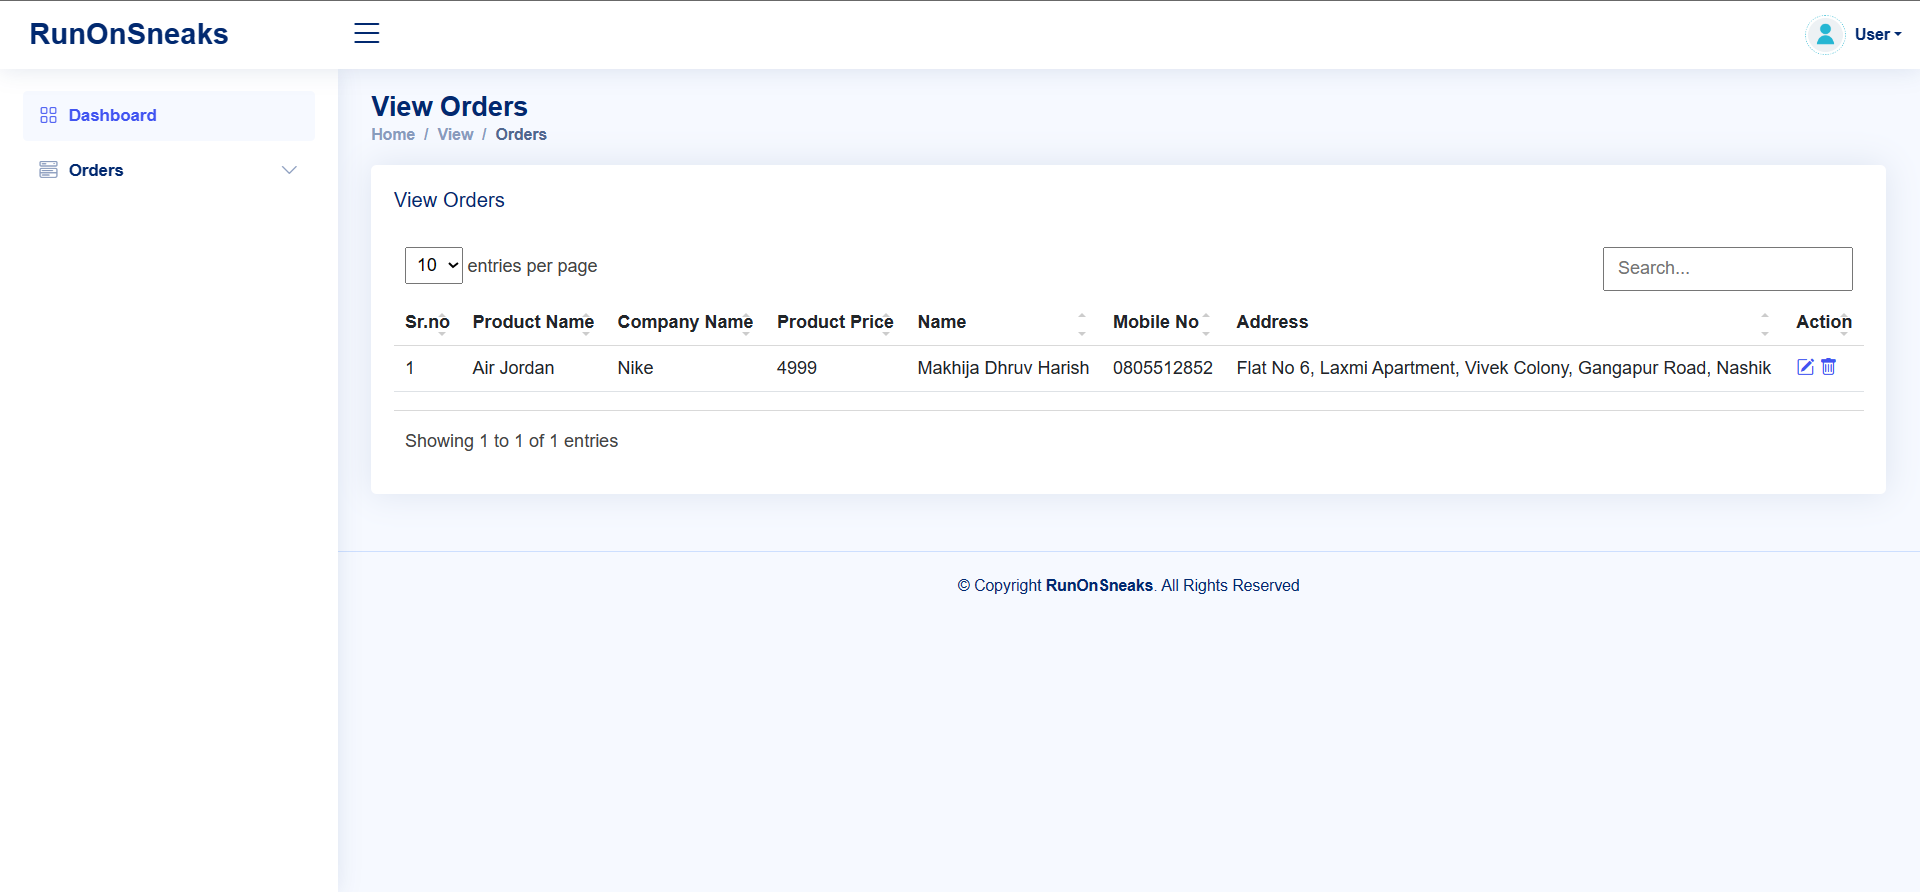 RunOnSneaks
User
Dashboard
Orders
View Orders
Home / View / Orders
View Orders
10 entries per page
Search...
Sr.no Product Name Company Name Product Price Name Mobile No Address Action
1 Air Jordan Nike 4999 Makhija Dhruv Harish 0805512852 Flat No 6, Laxmi Apartment, Vivek Colony, Gangapur Road, Nashik
Showing 1 to 1 of 1 entries
© Copyright RunOnSneaks. All Rights Reserved